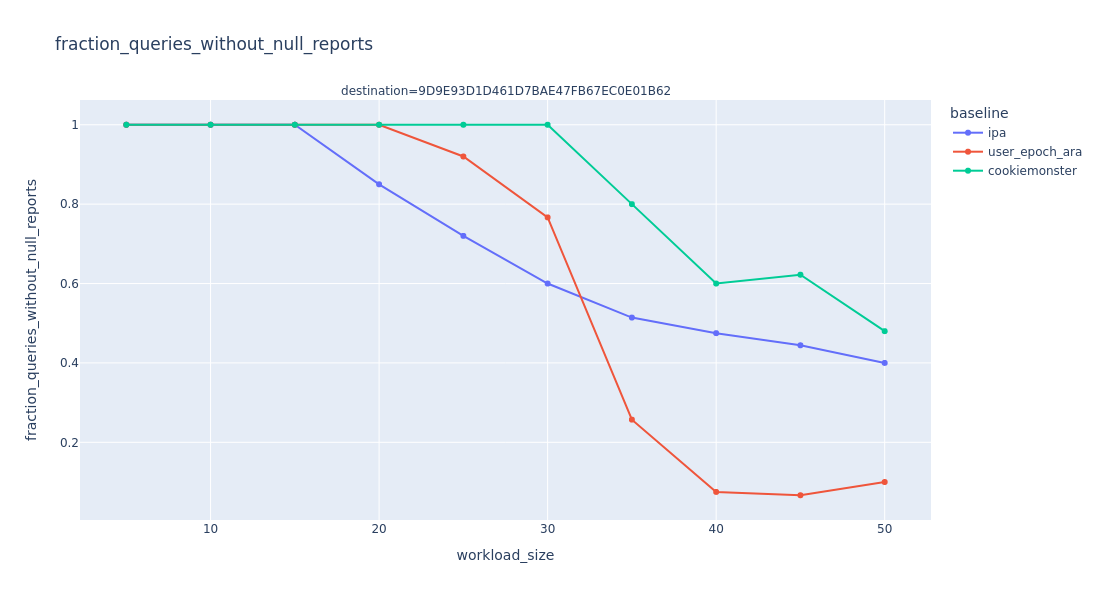 fraction_queries_without_null_reports
destination=9D9E93D1D461D7BAE47FB67EC0E01B62
baseline
ipa
user_epoch_ara
cookiemonster
fraction_queries_without_null_reports
1
0.8
0.6
0.4
0.2
10
20
30
40
50
workload_size